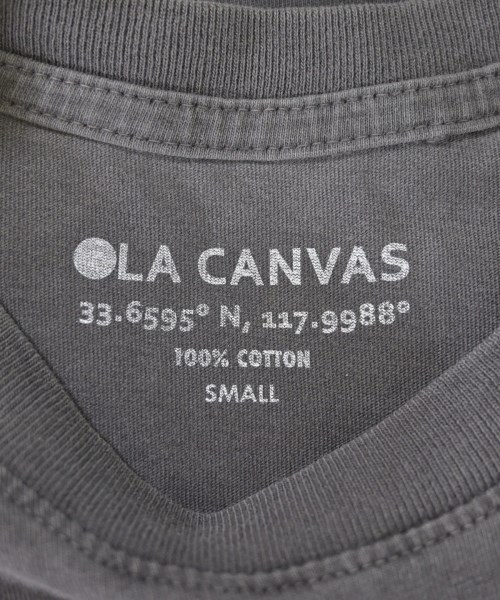 OLA CANVAS
33.6595° N, 117.9988°
100% COTTON
SMALL